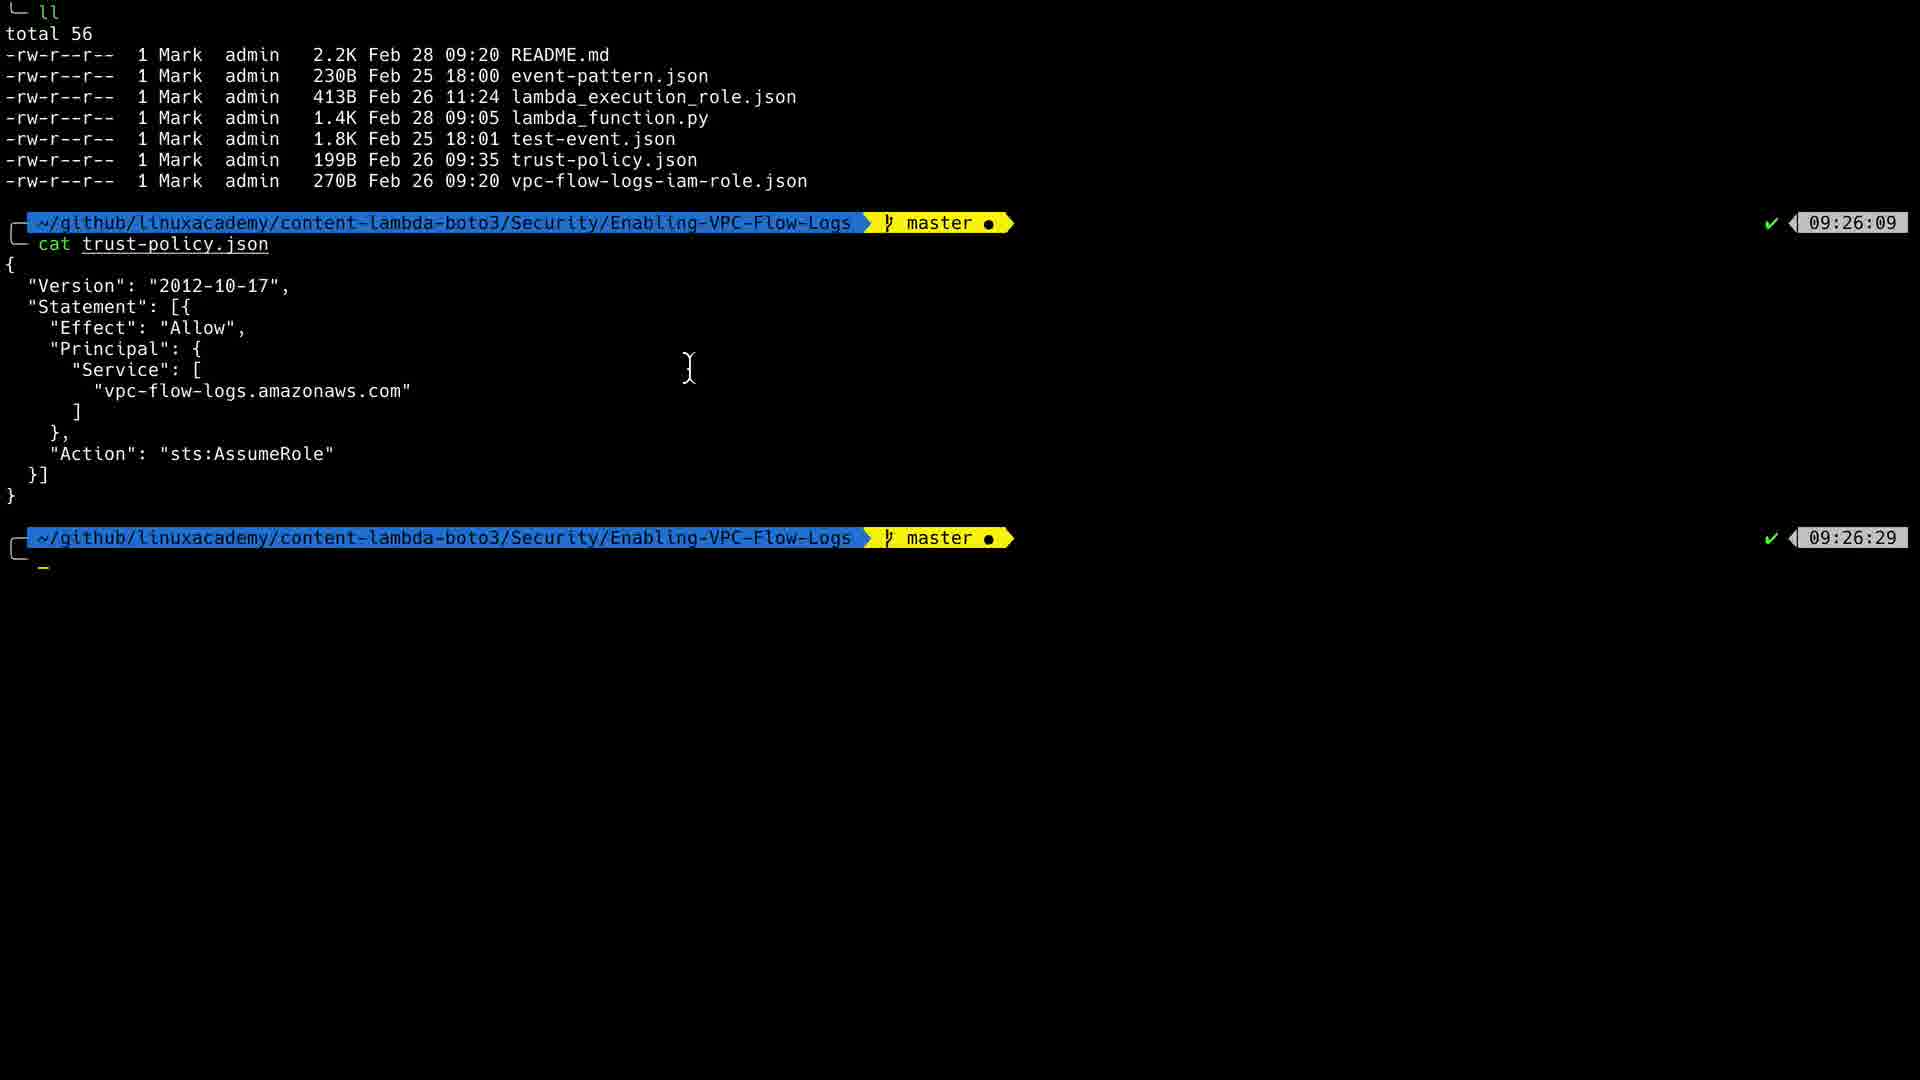 ll
total 56
-rw-r--r--  1 Mark  admin   2.2K Feb 28 09:20 README.md
-rw-r--r--  1 Mark  admin   230B Feb 25 18:00 event-pattern.json
-rw-r--r--  1 Mark  admin   413B Feb 26 11:24 lambda_execution_role.json
-rw-r--r--  1 Mark  admin   1.4K Feb 28 09:05 lambda_function.py
-rw-r--r--  1 Mark  admin   1.8K Feb 25 18:01 test-event.json
-rw-r--r--  1 Mark  admin   199B Feb 26 09:35 trust-policy.json
-rw-r--r--  1 Mark  admin   270B Feb 26 09:20 vpc-flow-logs-iam-role.json
~/github/linuxacademy/content-lambda-boto3/Security/Enabling-VPC-Flow-Logs master ● ✔ 09:26:09
cat trust-policy.json
{
  "Version": "2012-10-17",
  "Statement": [{
    "Effect": "Allow",
    "Principal": {
      "Service": [
        "vpc-flow-logs.amazonaws.com"
      ]
    },
    "Action": "sts:AssumeRole"
  }]
}
~/github/linuxacademy/content-lambda-boto3/Security/Enabling-VPC-Flow-Logs master ● ✔ 09:26:29